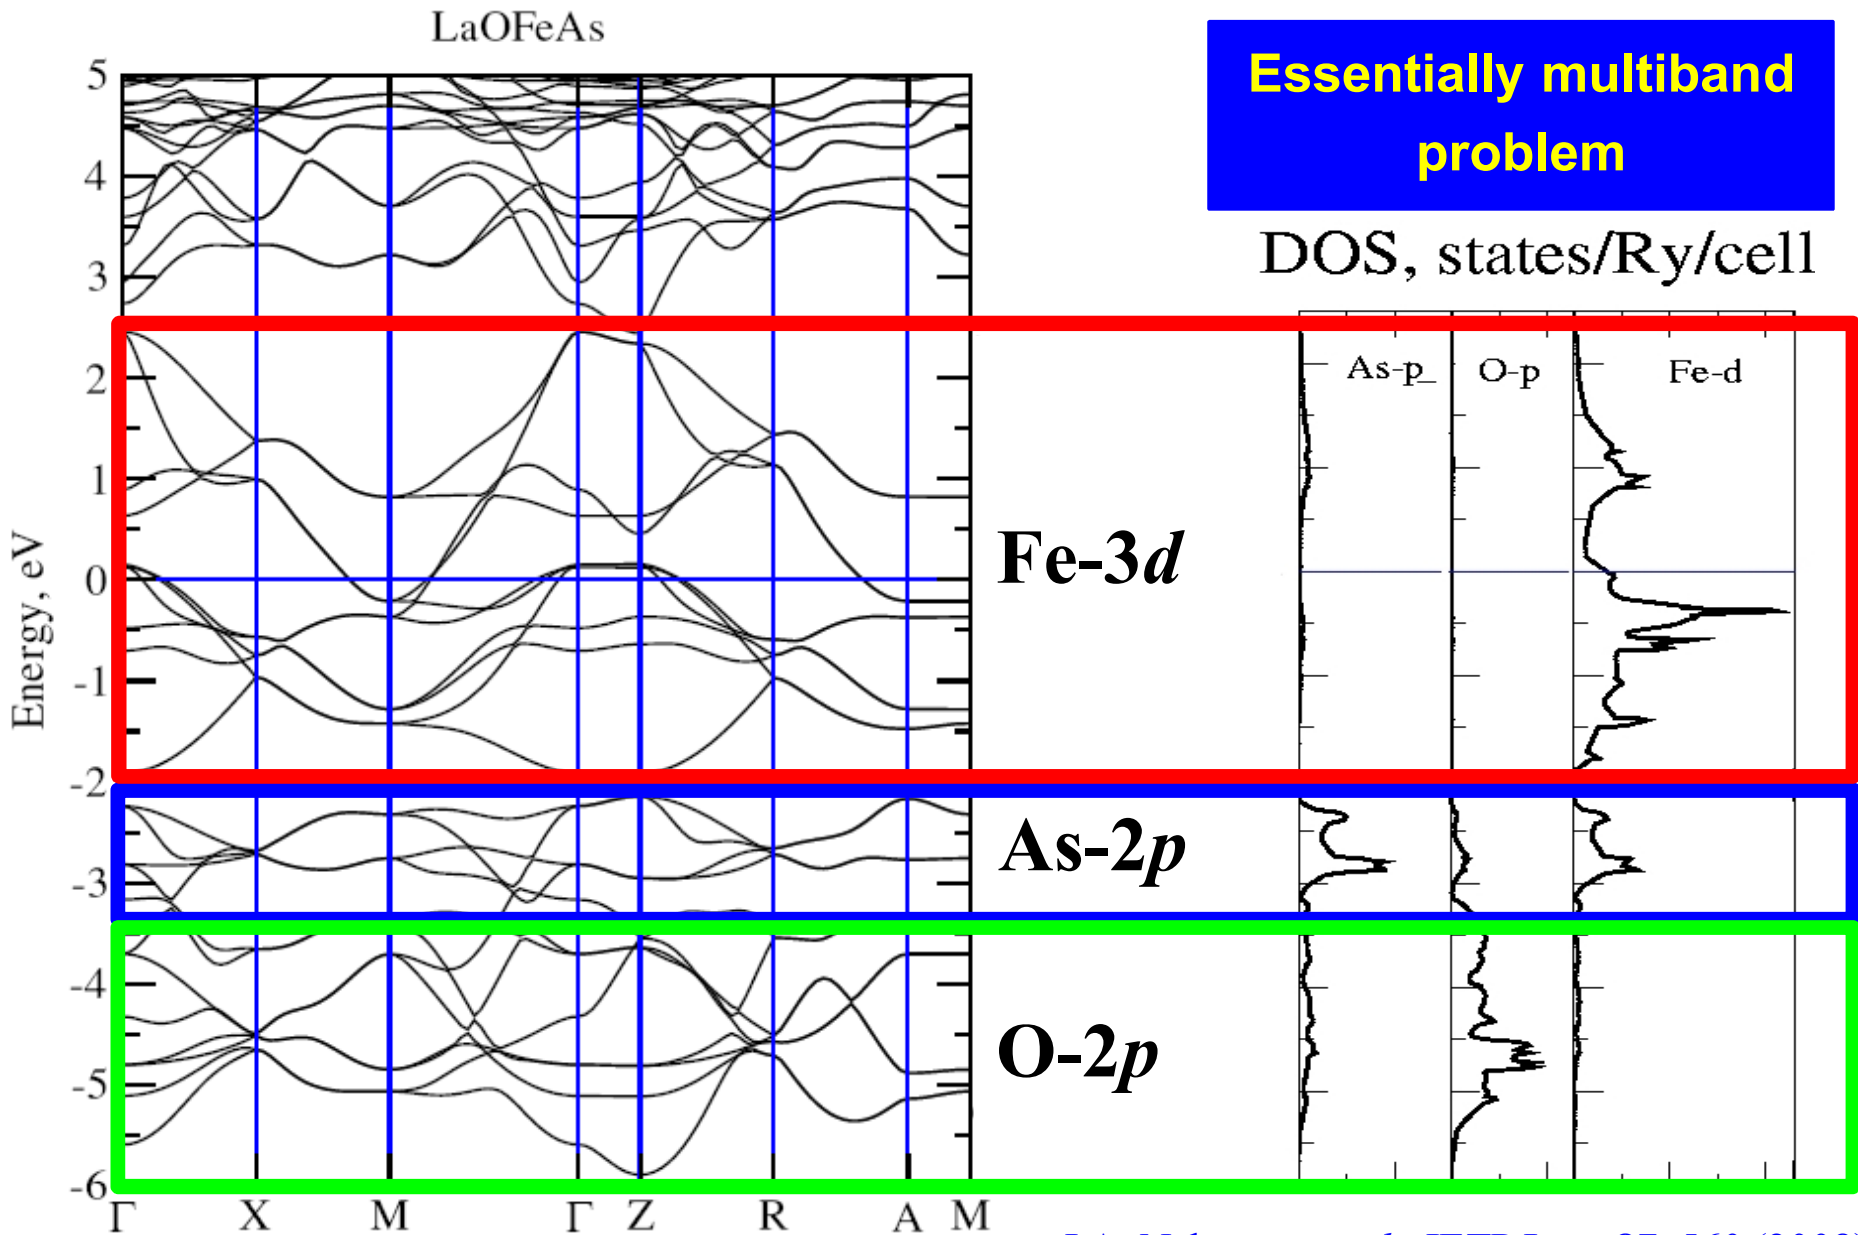 LaOFeAs
Essentially multiband
problem
DOS, states/Ry/cell
Energy, eV
5
4
3
2
1
0
-1
-2
-3
-4
-5
-6
Γ X M Γ Z R A M
Fe-3d
As-2p
O-2p
As-p_ O-p Fe-d